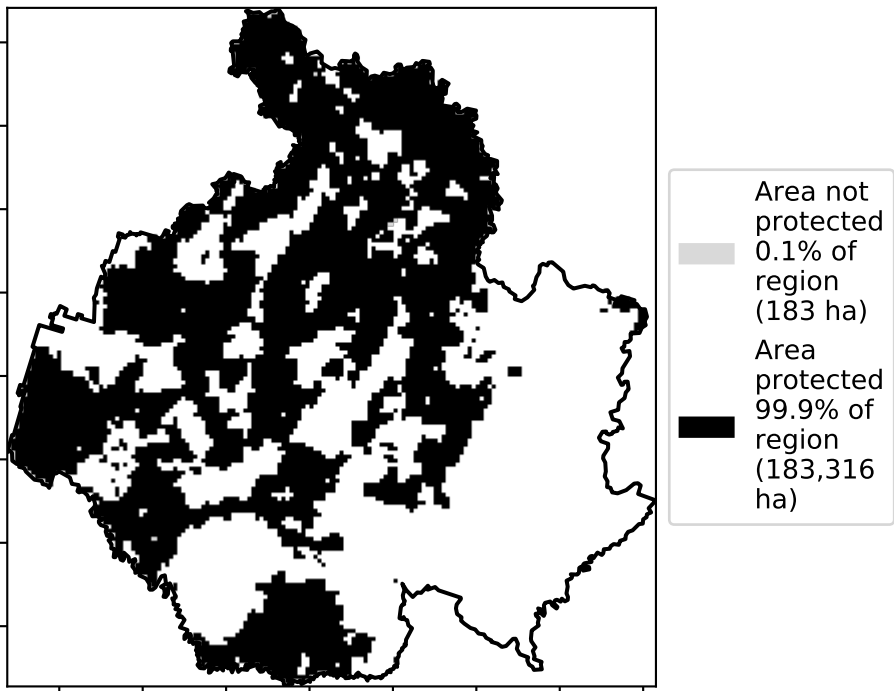 Area not
protected
0.1% of
region
(183 ha)
Area
protected
99.9% of
region
(183,316
ha)